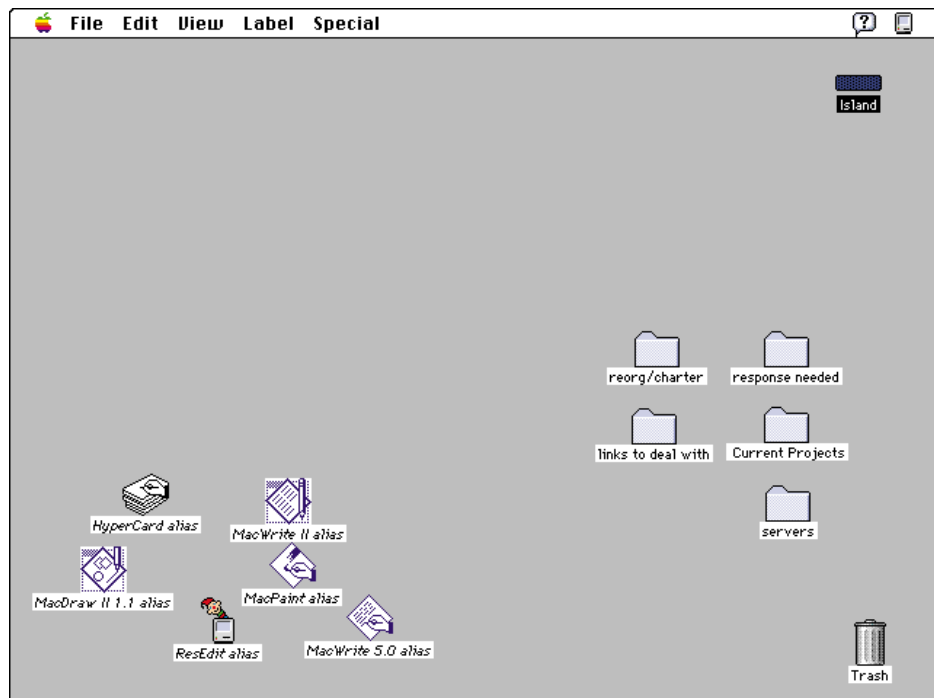 File Edit View Label Special
Island
reorg/charter
response needed
links to deal with
Current Projects
HyperCard alias
MacWrite II alias
servers
MacDraw II 1.1 alias
MacPaint alias
ResEdit alias
MacWrite 5.0 alias
Trash